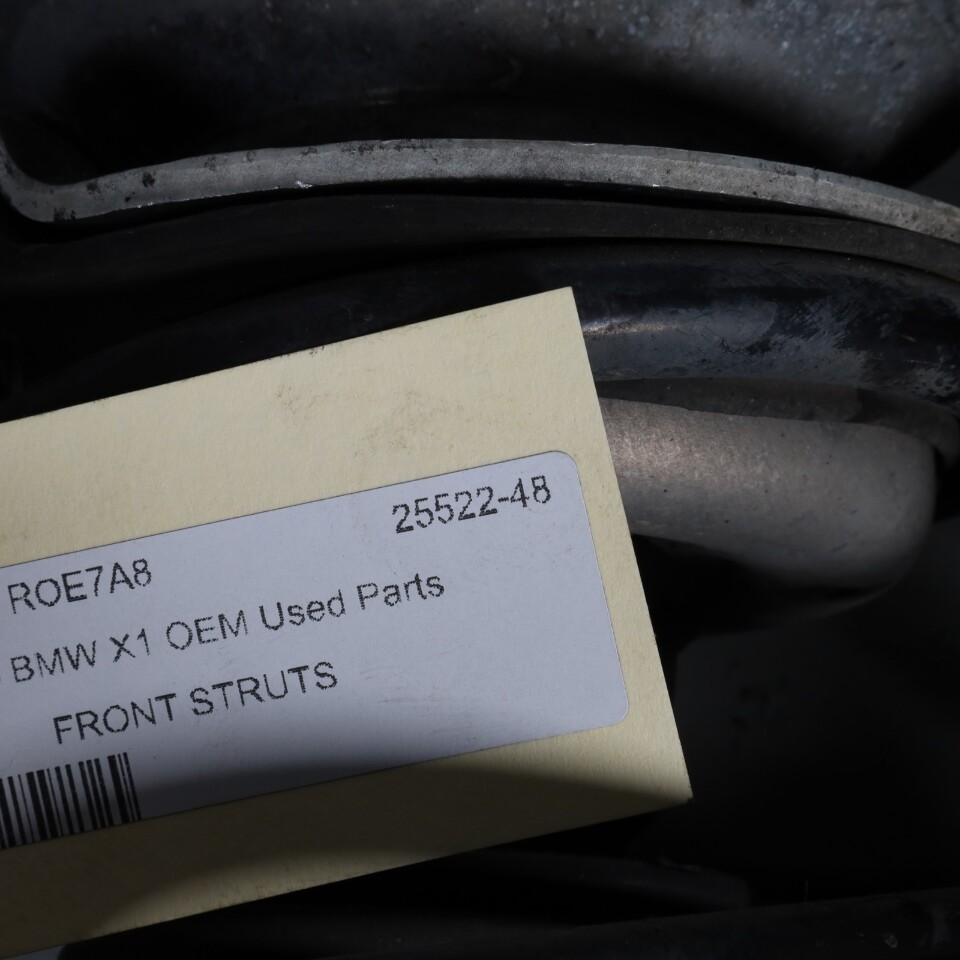 25522-48
ROE7A8
BMW X1 OEM Used Parts
FRONT STRUTS